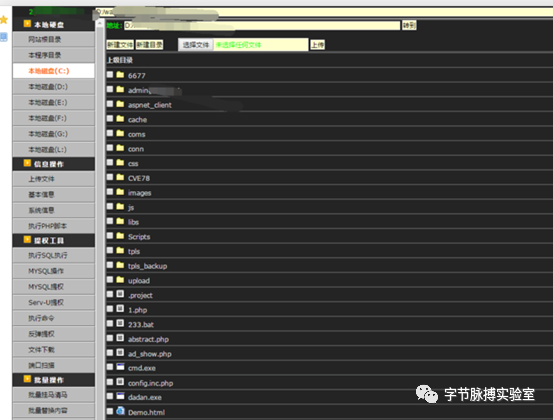 本地硬盘
网站根目录
本程序目录
本地磁盘(C:)
本地磁盘(D:)
本地磁盘(E:)
本地磁盘(F:)
本地磁盘(G:)
本地磁盘(L:)
信息操作
上传文件
基本信息
系统信息
执行PHP脚本
提权工具
执行SQL执行
MYSQL操作
MYSQL提权
Serv-U提权
执行命令
反弹提权
文件下载
端口扫描
批量操作
批量挂马清马
批量替换内容
地址: D: 转到
新建文件 新建目录 选择文件 未选择任何文件 上传
上级目录
6677
admin
aspnet_client
cache
coms
conn
css
CVE78
images
js
libs
Scripts
tpls
tpls_backup
upload
.project
1.php
233.bat
abstract.php
ad_show.php
cmd.exe
config.inc.php
dadan.exe
Demo.html
字节脉搏实验室